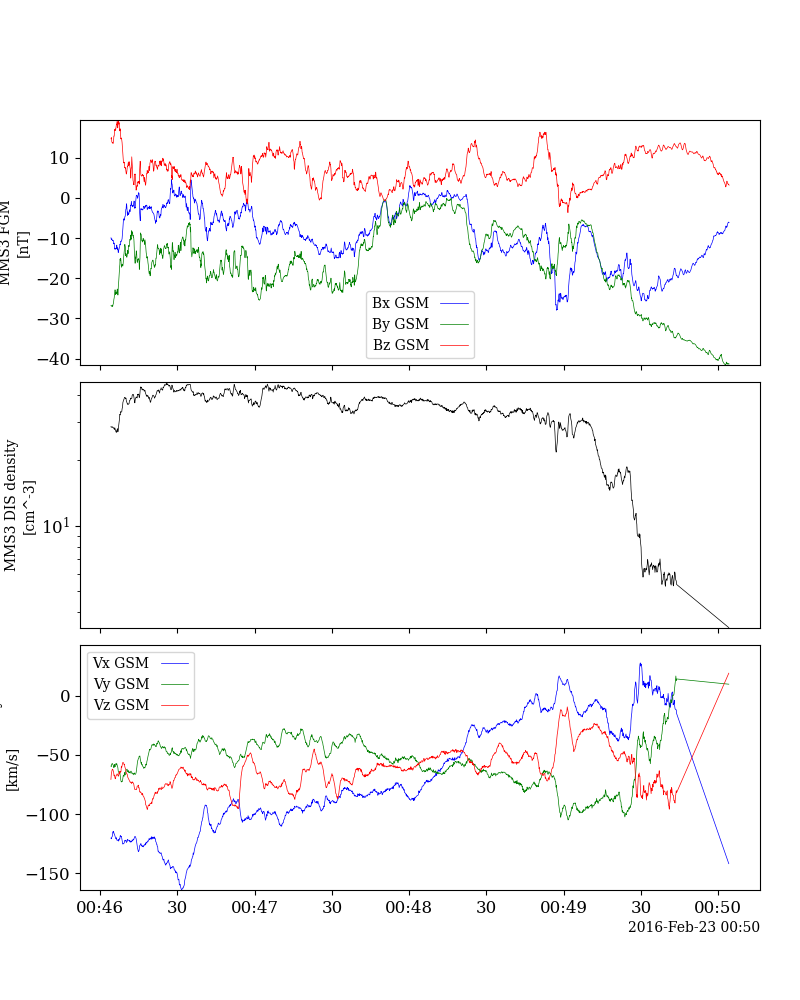 10
0
−10
−20
−30
−40
MMS3 FGM
[nT]
Bx GSM
By GSM
Bz GSM
10^1
MMS3 DIS density
[cm^-3]
Vx GSM
Vy GSM
Vz GSM
0
−50
−100
−150
[km/s]
00:46 30 00:47 30 00:48 30 00:49 30 00:50
2016-Feb-23 00:50